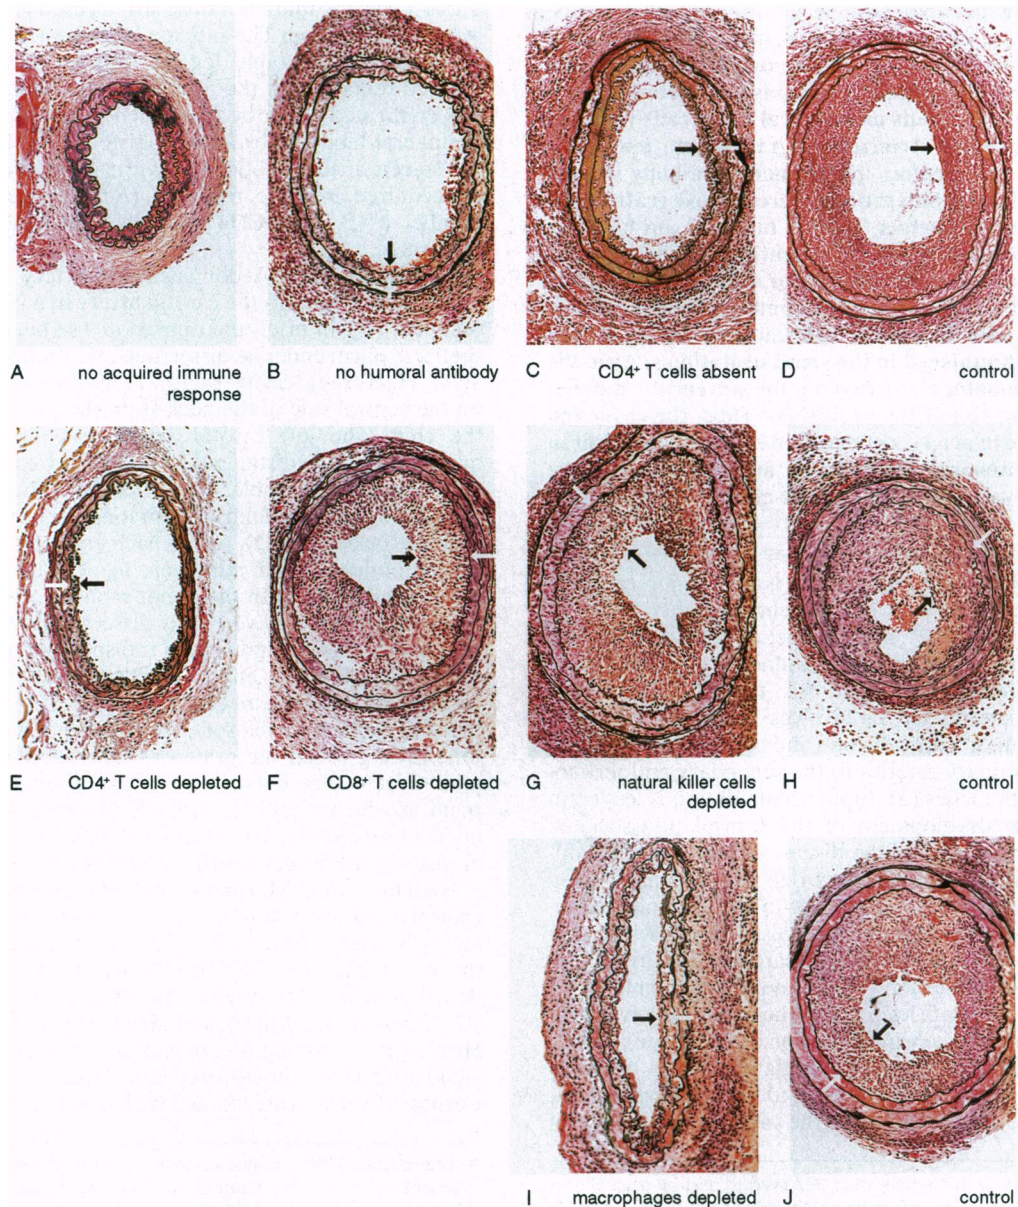 A no acquired immune
response
B no humoral antibody
C CD4⁺ T cells absent
D control
E CD4⁺ T cells depleted
F CD8⁺ T cells depleted
G natural killer cells
depleted
H control
I macrophages depleted
J control